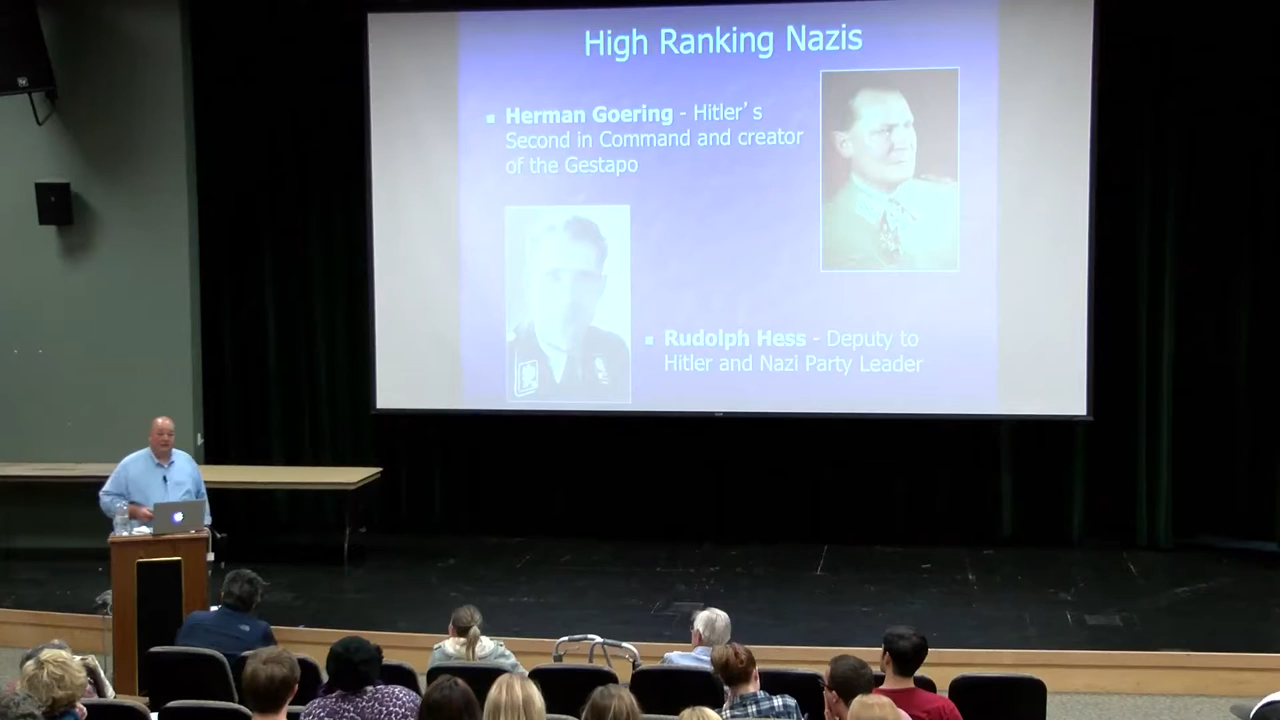 High Ranking Nazis
Herman Goering - Hitler's
Second in Command and creator
of the Gestapo
Rudolph Hess - Deputy to
Hitler and Nazi Party Leader